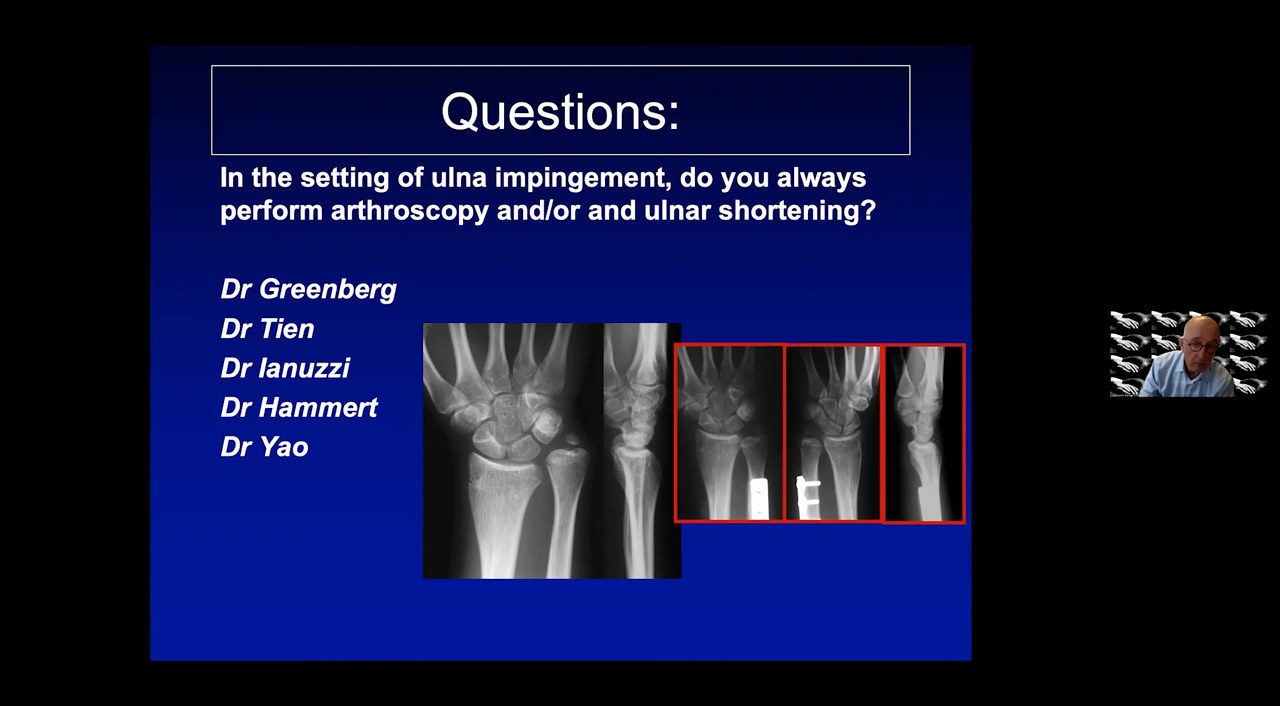 Questions:
In the setting of ulna impingement, do you always
perform arthroscopy and/or and ulnar shortening?
Dr Greenberg
Dr Tien
Dr Ianuzzi
Dr Hammert
Dr Yao